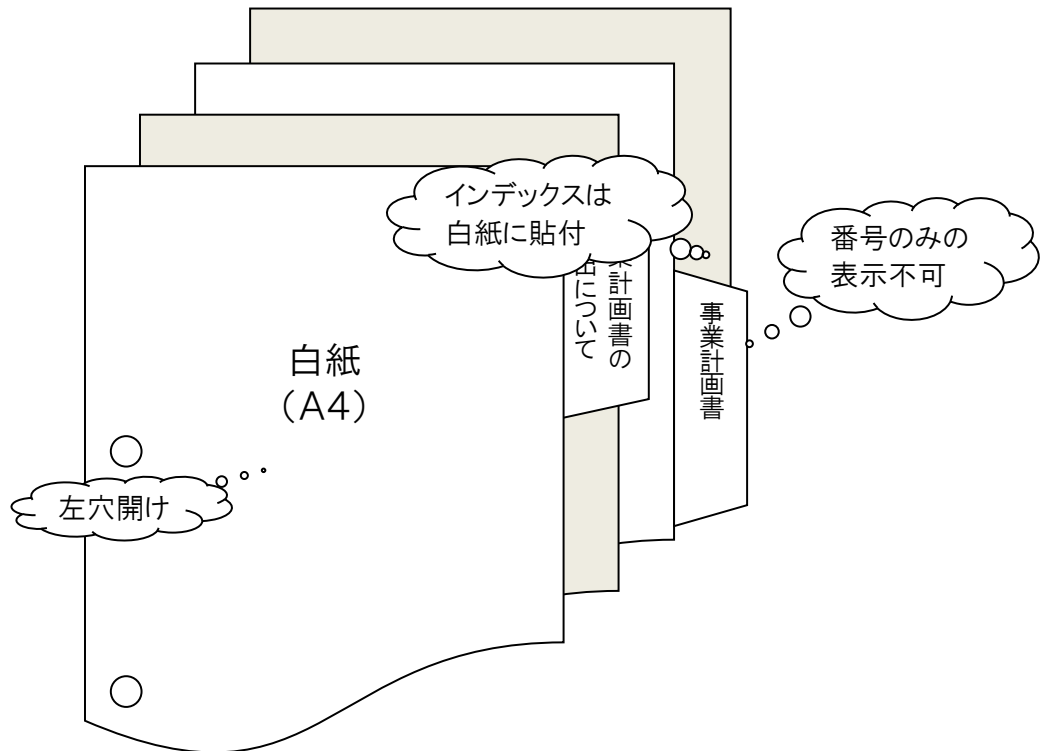 インデックスは
白紙に貼付
番号のみの
表示不可
計画書の
について
事業計画書
白紙
（A4）
左穴開け